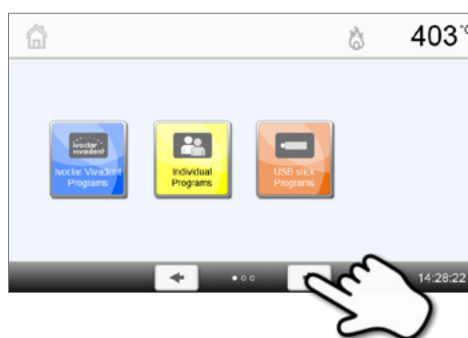 403 °C
ivoclar
vivadent
Ivoclar Vivadent
Programs
Individual
Programs
USB stick
Programs
14:28:22